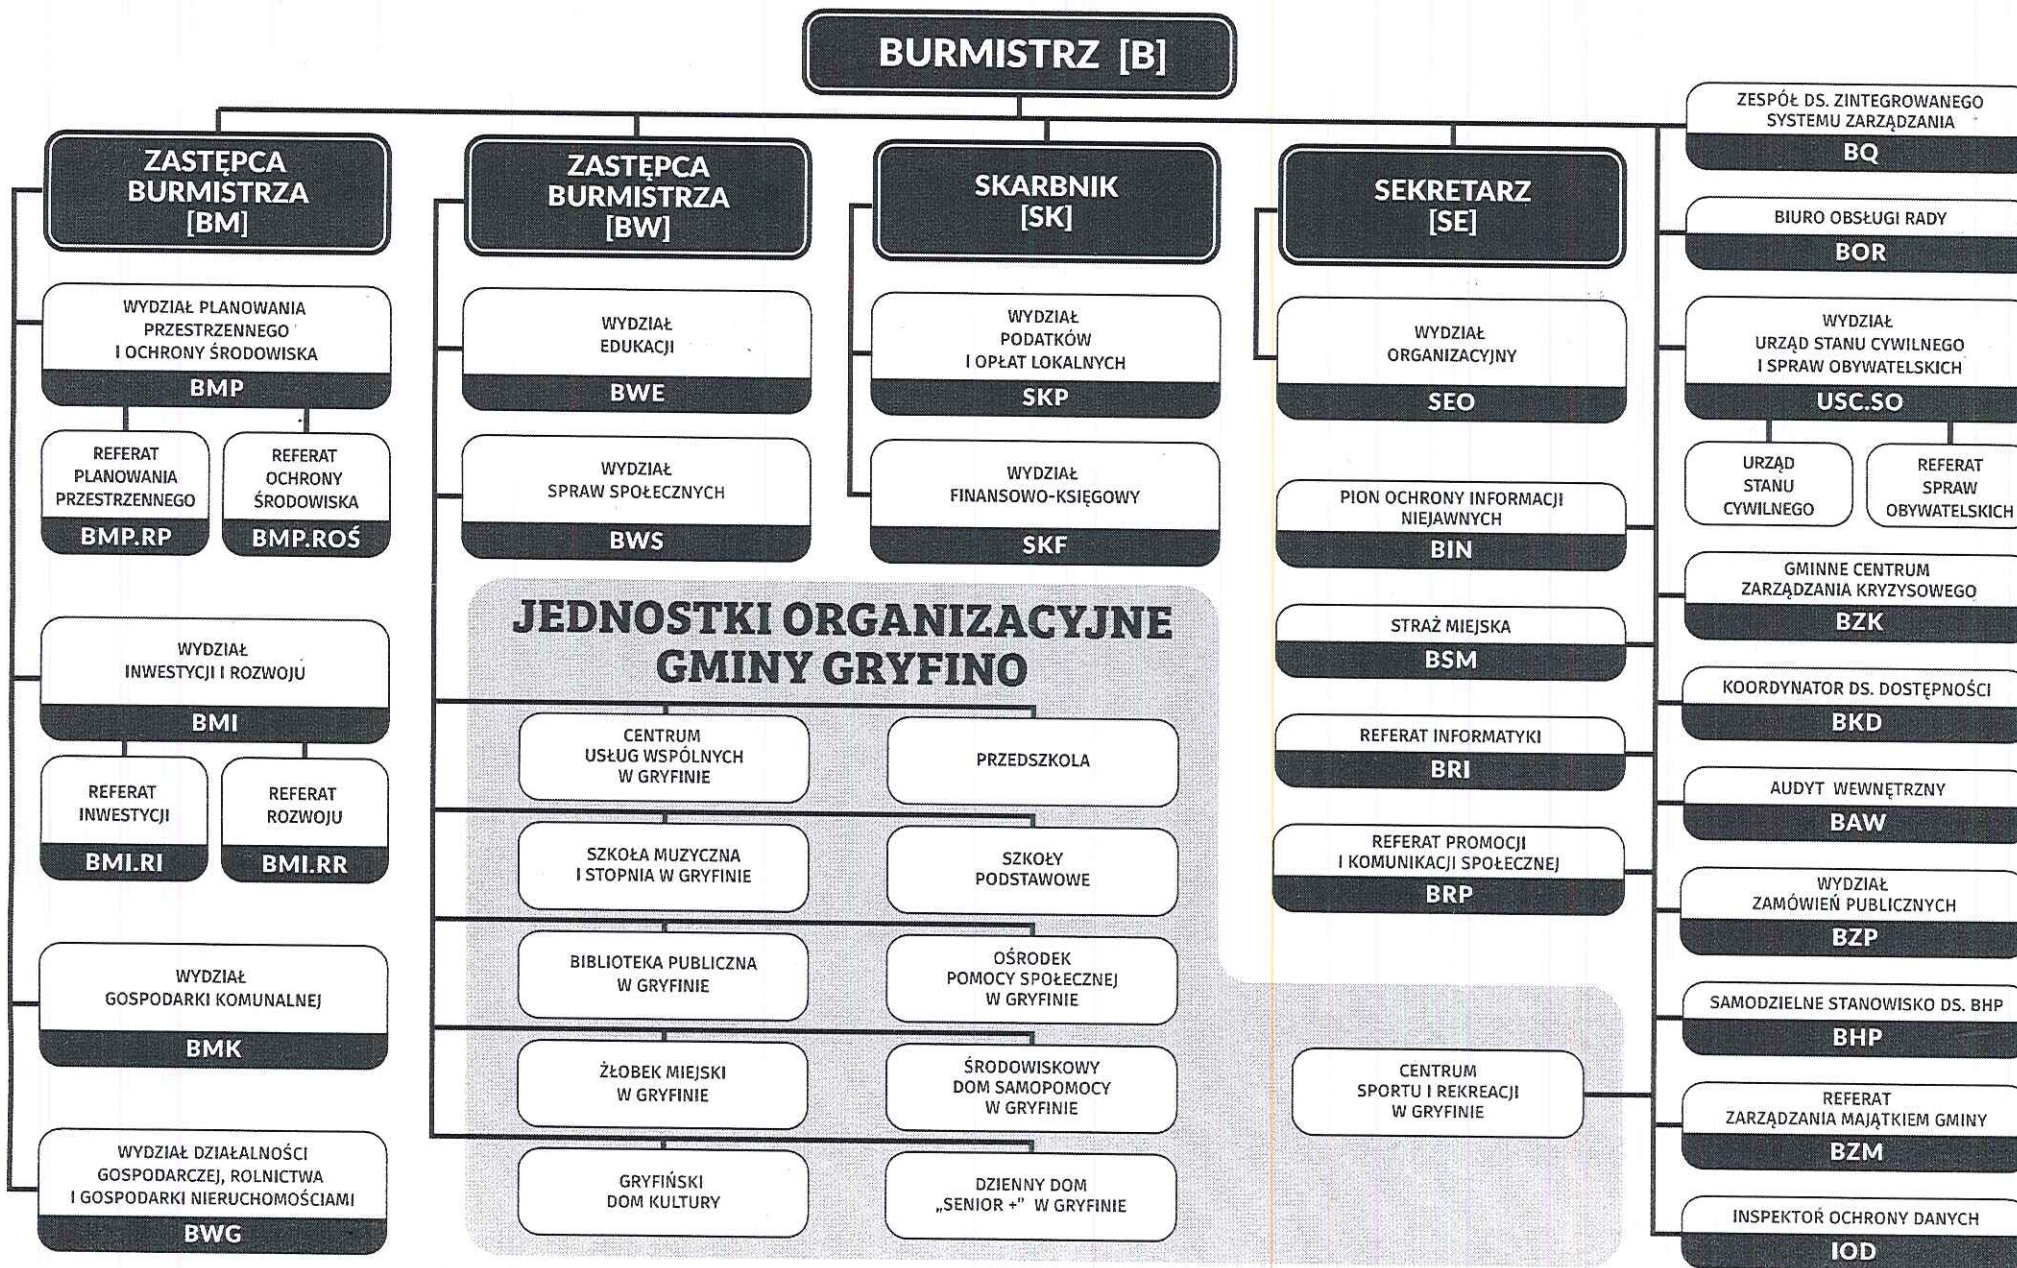 BURMISTRZ [B]
ZASTĘPCA
BURMISTRZA
[BM]
WYDZIAŁ PLANOWANIA
PRZESTRZENNEGO
I OCHRONY ŚRODOWISKA
BMP
REFERAT
PLANOWANIA
PRZESTRZENNEGO
BMP.RP
REFERAT
OCHRONY
ŚRODOWISKA
BMP.ROŚ
WYDZIAŁ
INWESTYCJI I ROZWOJU
BMI
REFERAT
INWESTYCJI
BMI.RI
REFERAT
ROZWOJU
BMI.RR
WYDZIAŁ
GOSPODARKI KOMUNALNEJ
BMK
WYDZIAŁ DZIAŁALNOŚCI
GOSPODARCZEJ, ROLNICTWA
I GOSPODARKI NIERUCHOMOŚCIAMI
BWG
ZASTĘPCA
BURMISTRZA
[BW]
WYDZIAŁ
EDUKACJI
BWE
WYDZIAŁ
SPRAW SPOŁECZNYCH
BWS
SKARBNIK
[SK]
WYDZIAŁ
PODATKÓW
I OPŁAT LOKALNYCH
SKP
WYDZIAŁ
FINANSOWO-KSIĘGOWY
SKF
JEDNOSTKI ORGANIZACYJNE
GMINY GRYFINO
CENTRUM
USŁUG WSPÓLNYCH
W GRYFINIE
PRZEDSZKOLA
SZKOŁA MUZYCZNA
I STOPNIA W GRYFINIE
SZKOŁY
PODSTAWOWE
BIBLIOTEKA PUBLICZNA
W GRYFINIE
OŚRODEK
POMOCY SPOŁECZNEJ
W GRYFINIE
ŻŁOBEK MIEJSKI
W GRYFINIE
ŚRODOWISKOWY
DOM SAMOPOMOCY
W GRYFINIE
GRYFIŃSKI
DOM KULTURY
DZIENNY DOM
„SENIOR +” W GRYFINIE
SEKRETARZ
[SE]
WYDZIAŁ
ORGANIZACYJNY
SEO
PION OCHRONY INFORMACJI
NIEJAWNYCH
BIN
STRAŻ MIEJSKA
BSM
REFERAT INFORMATYKI
BRI
REFERAT PROMOCJI
I KOMUNIKACJI SPOŁECZNEJ
BRP
CENTRUM
SPORTU I REKREACJI
W GRYFINIE
ZESPÓŁ DS. ZINTEGROWANEGO
SYSTEMU ZARZĄDZANIA
BQ
BIURO OBSŁUGI RADY
BOR
WYDZIAŁ
URZĄD STANU CYWILNEGO
I SPRAW OBYWATELSKICH
USC.SO
URZĄD
STANU
CYWILNEGO
REFERAT
SPRAW
OBYWATELSKICH
GMINNE CENTRUM
ZARZĄDZANIA KRYZYSOWEGO
BZK
KOORDYNATOR DS. DOSTĘPNOŚCI
BKD
AUDYT WEWNĘTRZNY
BAW
WYDZIAŁ
ZAMÓWIEŃ PUBLICZNYCH
BZP
SAMODZIELNE STANOWISKO DS. BHP
BHP
REFERAT
ZARZĄDZANIA MAJĄTKIEM GMINY
BZM
INSPEKTOR OCHRONY DANYCH
IOD